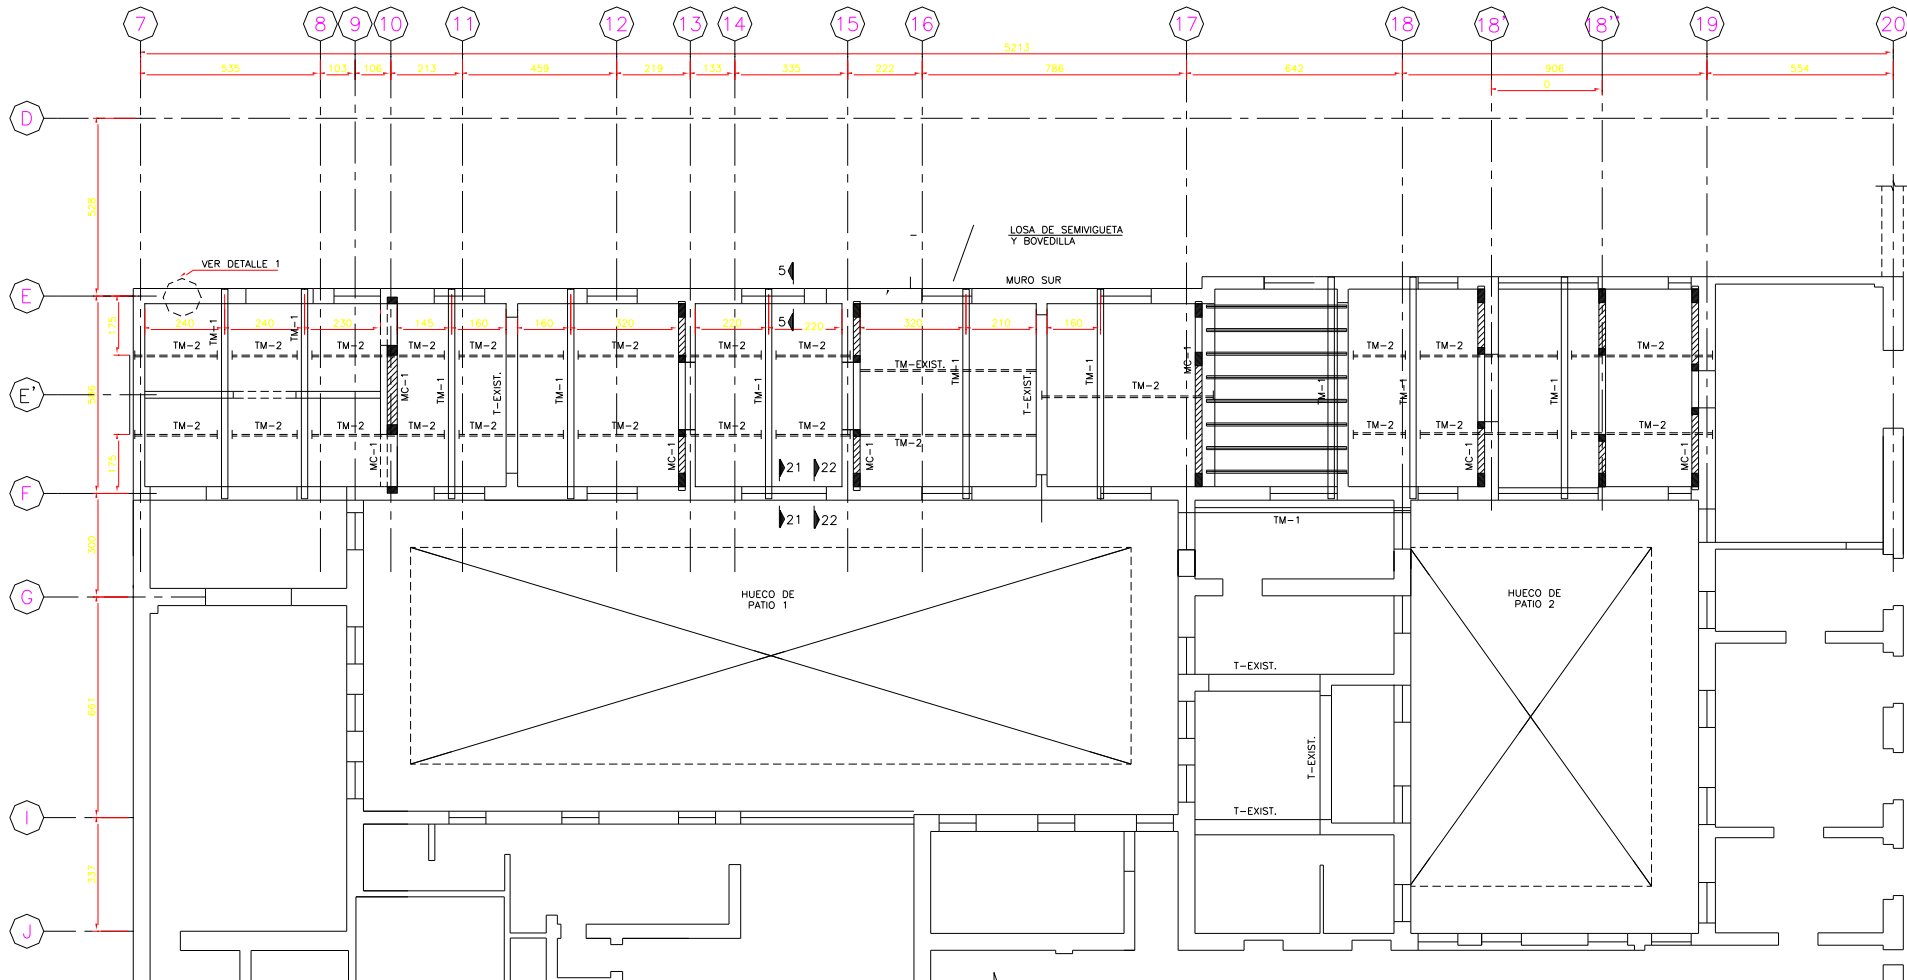 7 8 9 10 11 12 13 14 15 16 17 18 18' 18'' 19 20
5213
535 103 106 213 459 219 133 335 222 786 642 906 554
0
D
528
LOSA DE SEMIVIGUETA
Y BOVEDILLA
VER DETALLE 1
5
MURO SUR
E
175
240 240 230 145 160 160 320 220 5 220 320 210 160
TM-1 TM-1
TM-2 TM-2 TM-2 TM-2 TM-2 TM-2 TM-2 TM-2 TM-2 TM-2 TM-2
TM-EXIST.
MC-1
586
E'
MC-1 TM-1 T-EXIST. TM-1 TM-1 TM-1 T-EXIST. TM-1 TM-2 TM-1 TM-1 TM-1
TM-2 TM-2 TM-2 TM-2 TM-2 TM-2 TM-2 TM-2 TM-2 TM-2 TM-2 TM-2
175
MC-1 MC-1 MC-1 MC-1 MC-1
21 22
F
21 22
TM-1
300
G
HUECO DE
PATIO 1
HUECO DE
PATIO 2
T-EXIST.
661
T-EXIST.
T-EXIST.
I
337
J